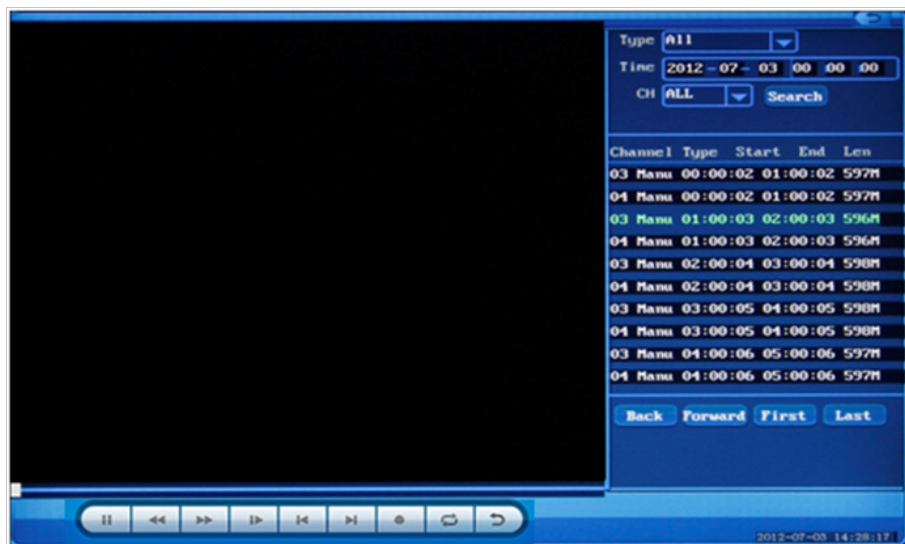 Type All
Time 2012-07-03 00 00 00
CH ALL Search
Channel Type Start End Len
03 Manu 00:00:02 01:00:02 597M
04 Manu 00:00:02 01:00:02 597M
03 Manu 01:00:03 02:00:03 596M
04 Manu 01:00:03 02:00:03 596M
03 Manu 02:00:04 03:00:04 598M
04 Manu 02:00:04 03:00:04 598M
03 Manu 03:00:05 04:00:05 598M
04 Manu 03:00:05 04:00:05 598M
03 Manu 04:00:06 05:00:06 597M
04 Manu 04:00:06 05:00:06 597M
Back Forward First Last
2012-07-03 14:28:17